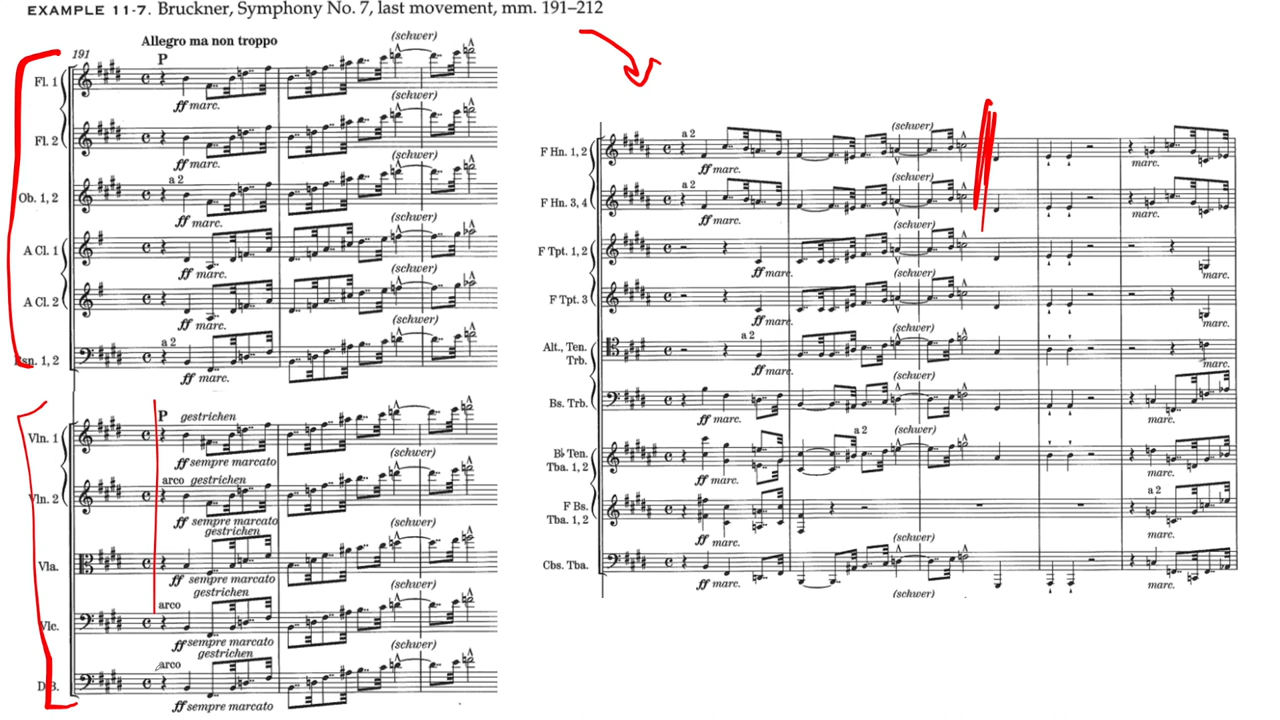 EXAMPLE 11-7. Bruckner, Symphony No. 7, last movement, mm. 191–212
Allegro ma non troppo
191
P
(schwer)
Fl. 1
ff marc.
(schwer)
Fl. 2
ff marc.
(schwer)
a 2
Ob. 1, 2
ff marc.
(schwer)
A Cl. 1
ff marc.
(schwer)
A Cl. 2
ff marc.
(schwer)
a 2
Bsn. 1, 2
ff marc.
P gestrichen
Vln. 1
ff sempre marcato
(schwer)
arco gestrichen
Vln. 2
ff sempre marcato
gestrichen
(schwer)
Vla.
ff sempre marcato
gestrichen
(schwer)
arco
Vlc.
ff sempre marcato
gestrichen
(schwer)
arco
D.B.
ff sempre marcato
(schwer)
a 2
F Hn. 1, 2
ff marc.
marc.
(schwer)
a 2
F Hn. 3, 4
ff marc.
marc.
(schwer)
F Tpt. 1, 2
ff marc.
marc.
(schwer)
F Tpt. 3
ff marc.
marc.
(schwer)
a 2
Alt., Ten.
Trb.
ff marc.
marc.
(schwer)
Bs. Trb.
ff marc.
marc.
a 2 (schwer)
B♭ Ten.
Tba. 1, 2
ff marc.
marc.
a 2
F Bs.
Tba. 1, 2
ff marc.
marc.
(schwer)
Cbs. Tba.
ff marc.
marc.
(schwer)